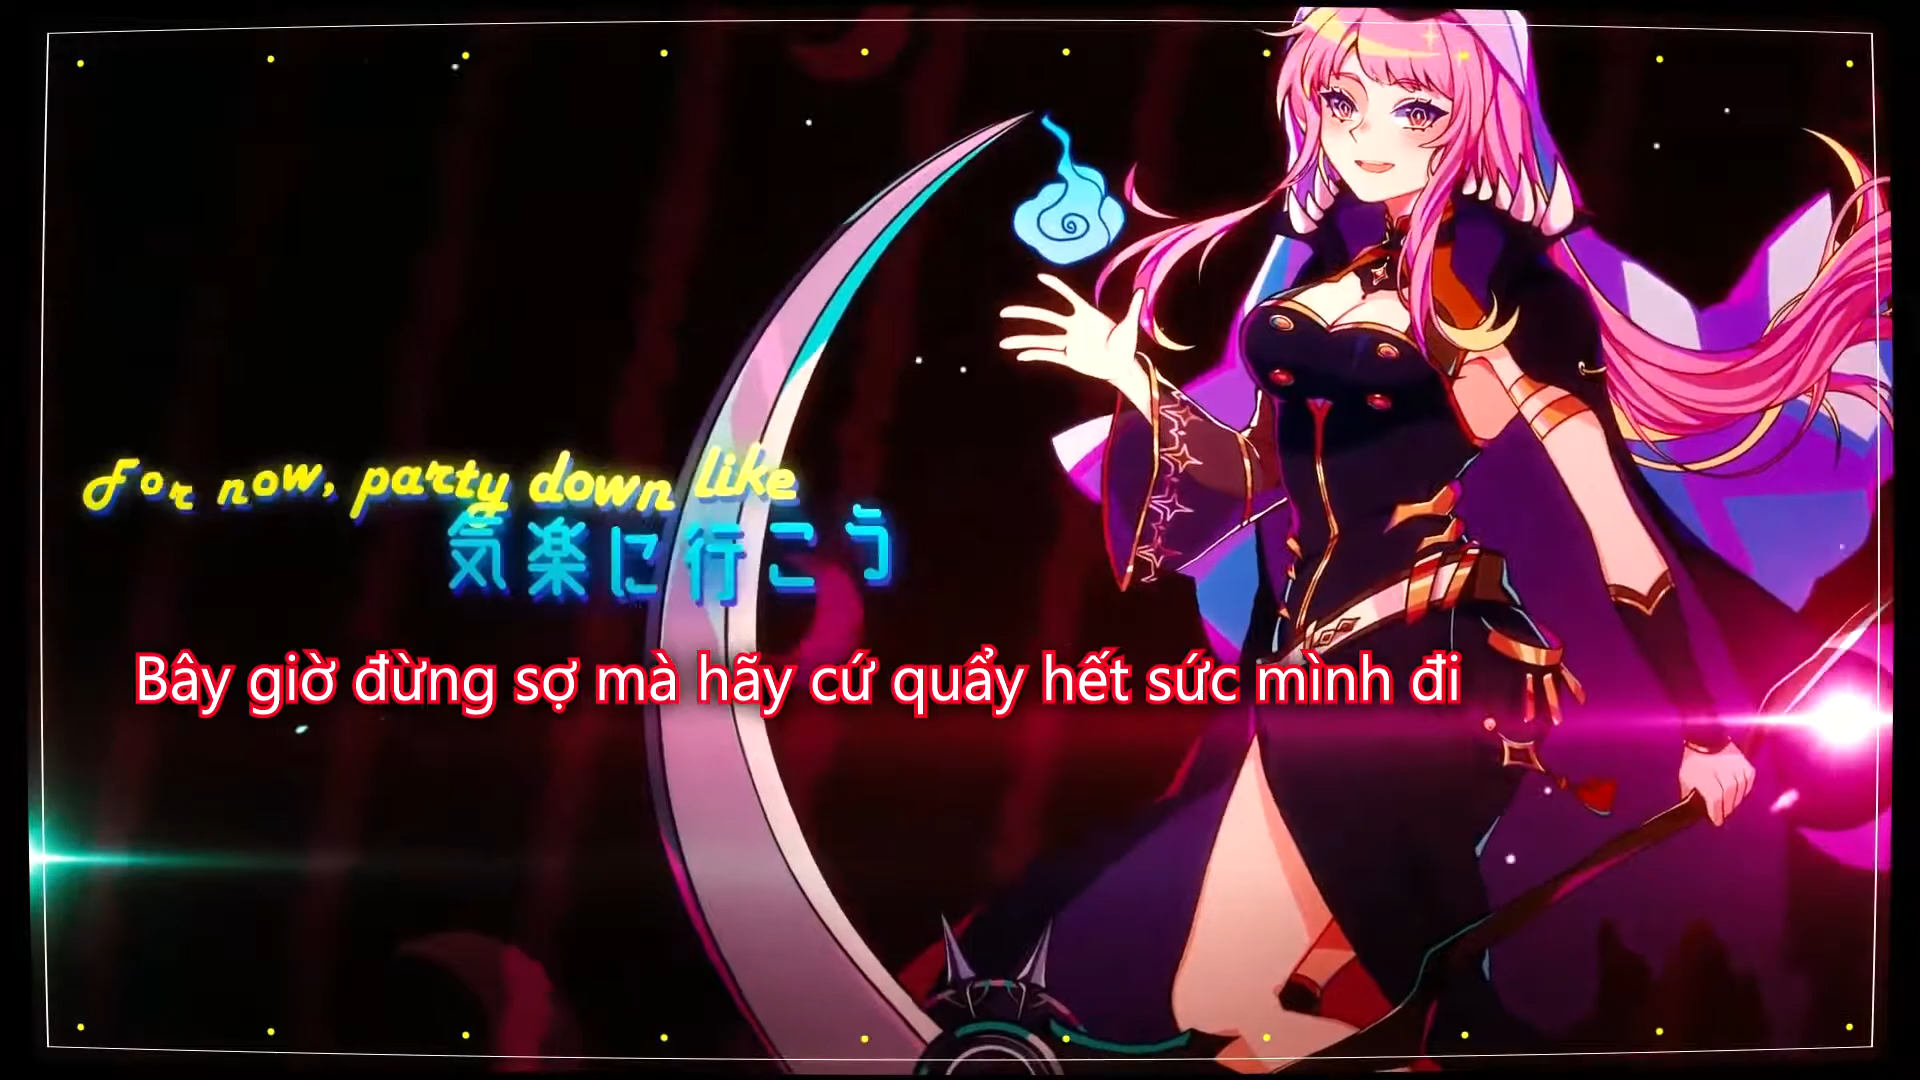 For now, party down like
気楽に行こう
Bây giờ đừng sợ mà hãy cứ quẩy hết sức mình đi